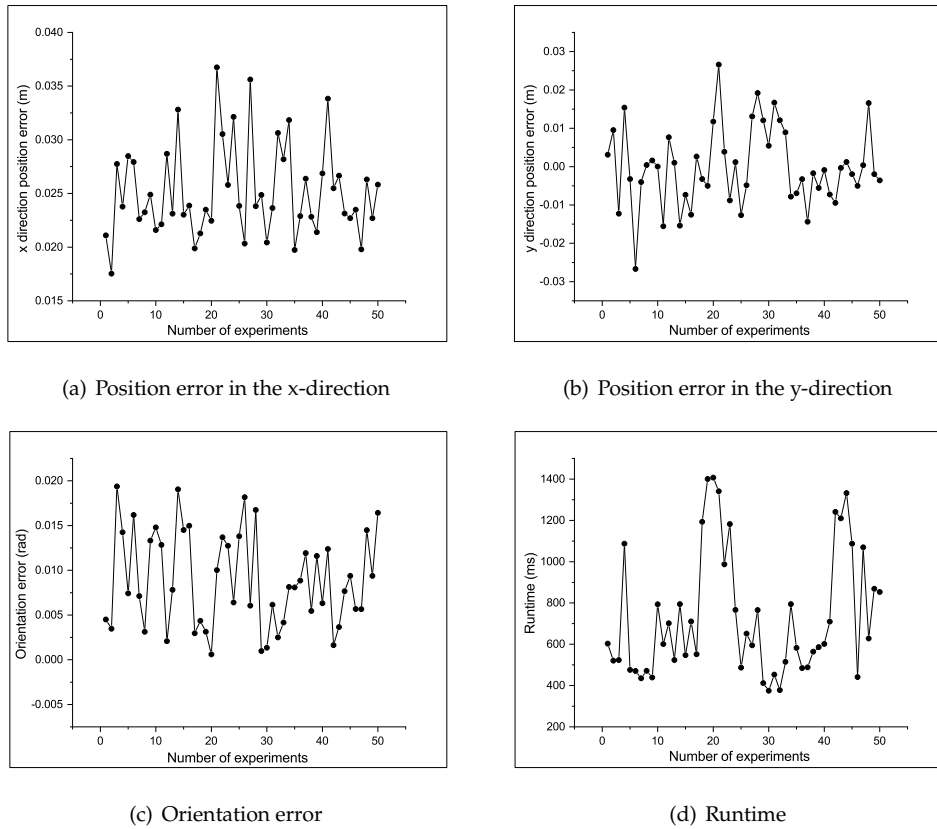 0.040
0.035
0.030
0.025
0.020
0.015
x direction position error (m)
0 10 20 30 40 50
Number of experiments
(a) Position error in the x-direction
0.03
0.02
0.01
0.00
-0.01
-0.02
-0.03
y direction position error (m)
0 10 20 30 40 50
Number of experiments
(b) Position error in the y-direction
0.020
0.015
0.010
0.005
0.000
-0.005
Orientation error (rad)
0 10 20 30 40 50
Number of experiments
(c) Orientation error
1400
1200
1000
800
600
400
200
Runtime (ms)
0 10 20 30 40 50
Number of experiments
(d) Runtime